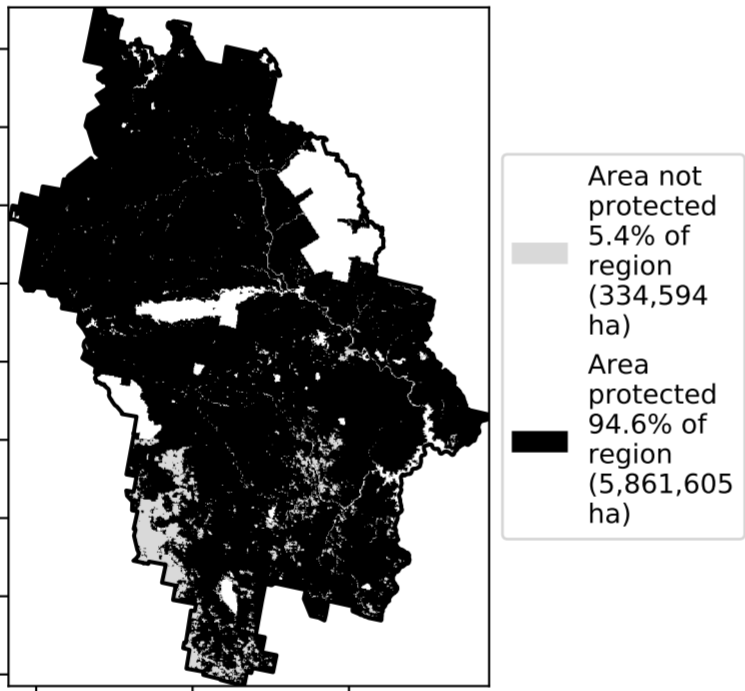 Area not
protected
5.4% of
region
(334,594
ha)
Area
protected
94.6% of
region
(5,861,605
ha)